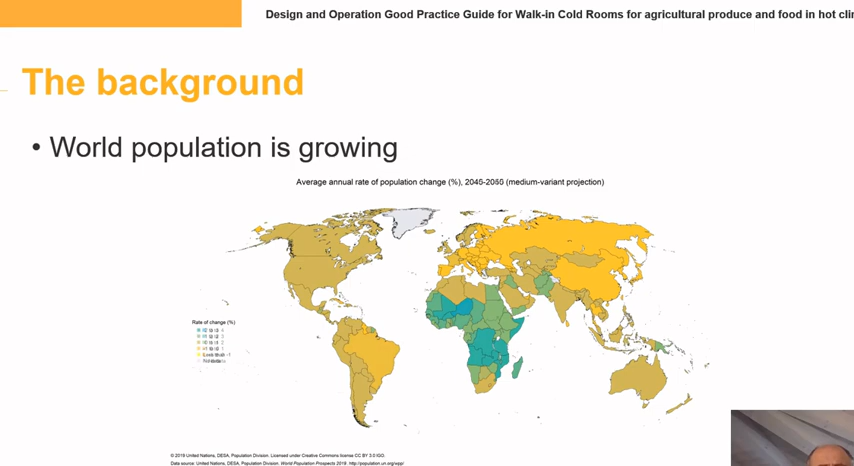 Design and Operation Good Practice Guide for Walk-in Cold Rooms for agricultural produce and food in hot clin
The background
• World population is growing
Average annual rate of population change (%), 2045-2050 (medium-variant projection)
Rate of change (%)
© 2019 United Nations, DESA, Population Division. Licensed under Creative Commons license CC BY 3.0 IGO.
Data source: United Nations, DESA, Population Division. World Population Prospects 2019. http://population.un.org/wpp/